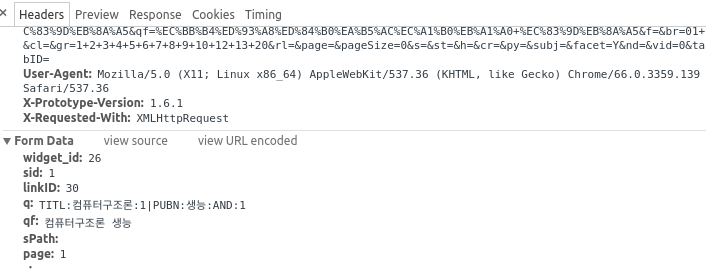 × Headers Preview Response Cookies Timing
C%83%9D%EB%8A%A5&qf=%EC%BB%B4%ED%93%A8%ED%84%B0%EA%B5%AC%EC%A1%B0%EB%A1%A0+%EC%83%9D%EB%8A%A5&f=&br=01+
+&cl=&gr=1+2+3+4+5+6+7+8+9+10+12+13+20&rl=&page=&pageSize=0&s=&st=&h=&cr=&py=&subj=&facet=Y&nd=&vid=0&ta
bID=
User-Agent: Mozilla/5.0 (X11; Linux x86_64) AppleWebKit/537.36 (KHTML, like Gecko) Chrome/66.0.3359.139
Safari/537.36
X-Prototype-Version: 1.6.1
X-Requested-With: XMLHttpRequest
▼ Form Data view source view URL encoded
widget_id: 26
sid: 1
linkID: 30
q: TITL:컴퓨터구조론:1|PUBN:생능:AND:1
qf: 컴퓨터구조론 생능
sPath:
page: 1